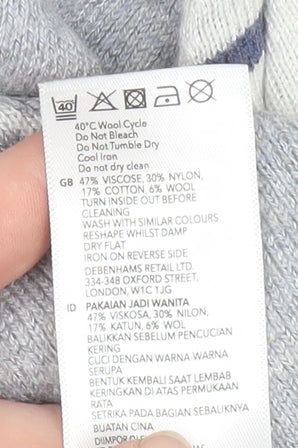 40
40°C Wool Cycle
Do Not Bleach
Do Not Tumble Dry
Cool Iron
Do not dry clean
GB 47% VISCOSE, 30% NYLON,
17% COTTON, 6% WOOL
TURN INSIDE OUT BEFORE
CLEANING
WASH WITH SIMILAR COLOURS
RESHAPE WHILST DAMP
DRY FLAT
IRON ON REVERSE SIDE
DEBENHAMS RETAIL LTD.
334-348 OXFORD STREET,
LONDON, W1C 1JG
ID PAKAIAN JADI WANITA
47% VISCOSE, 30% NILON,
17% KATUN, 6% WOL
BALIKKAN SEBELUM PENCUCIAN
KERING
CUCI DENGAN WARNA-WARNA
SERUPA
BENTUK KEMBALI SAAT LEMBAB
KERINGKAN DI ATAS PERMUKAAN
RATA
SETRIKA PADA BAGIAN SEBALIKNYA
BUATAN CINA
DIIMPOR OLEH